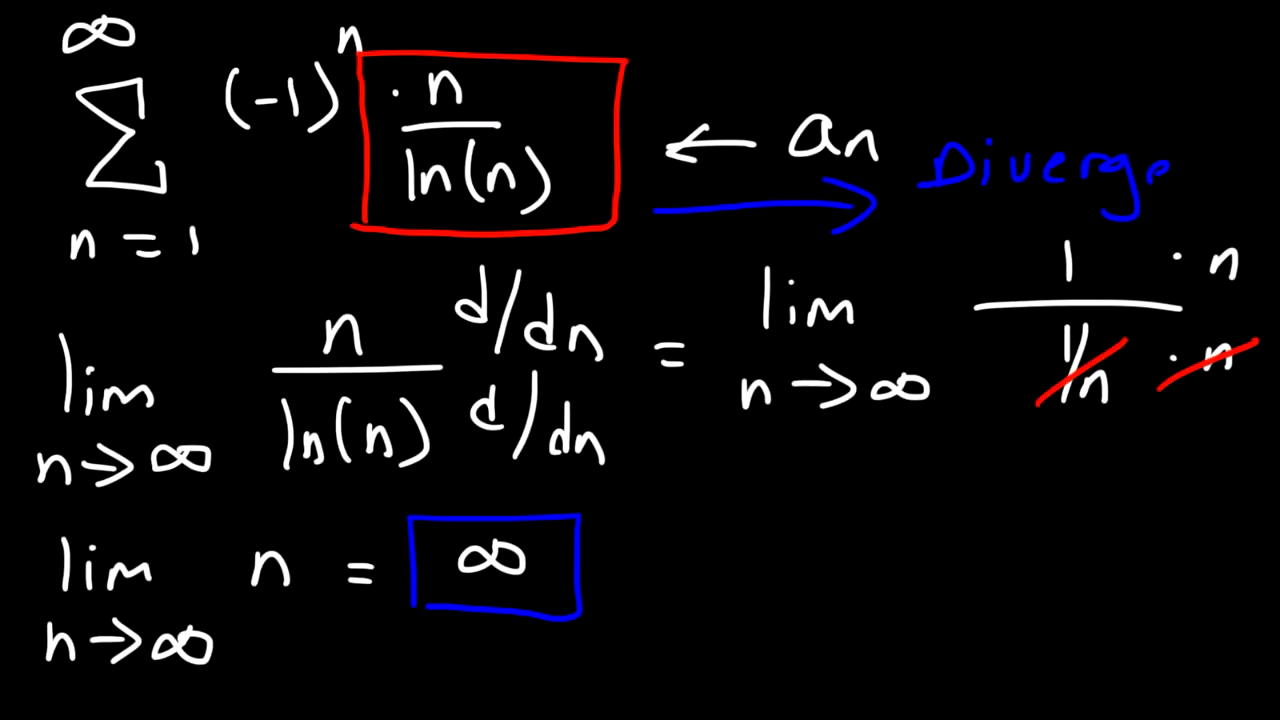 ∞
∑ (-1)^n · n / ln(n) ← an Diverge
n = 1
lim n→∞ n / ln(n) d/dn / d/dn = lim n→∞ 1 · n / 1/n · n
lim n→∞ n = ∞